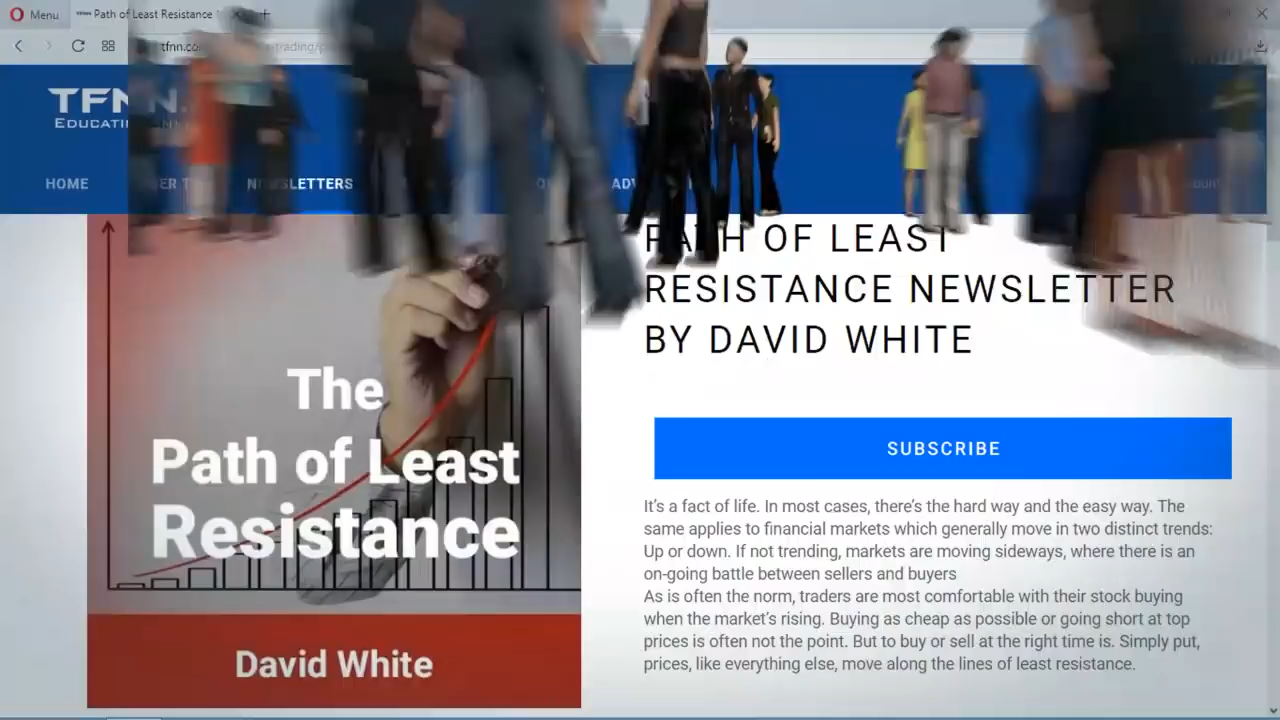 Menu
Path of Least Resistance
tfnn.co
-trading/p
TFNN.
EDUCATI
HOME
NEWSLETTERS
ADV
PATH OF LEAST
RESISTANCE NEWSLETTER
BY DAVID WHITE
The
Path of Least
Resistance
David White
SUBSCRIBE
It's a fact of life. In most cases, there's the hard way and the easy way. The
same applies to financial markets which generally move in two distinct trends:
Up or down. If not trending, markets are moving sideways, where there is an
on-going battle between sellers and buyers
As is often the norm, traders are most comfortable with their stock buying
when the market's rising. Buying as cheap as possible or going short at top
prices is often not the point. But to buy or sell at the right time is. Simply put,
prices, like everything else, move along the lines of least resistance.